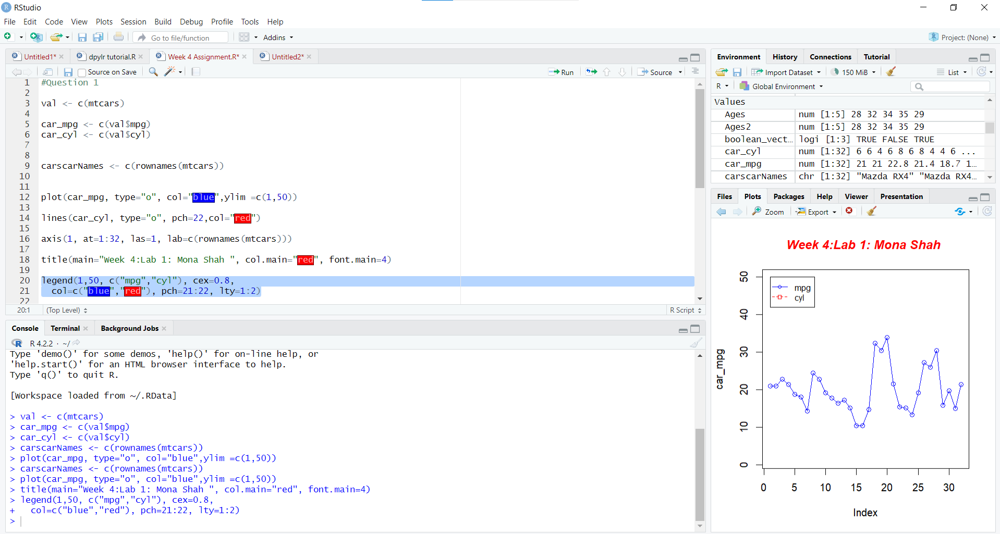 RStudio
File Edit Code View Plots Session Build Debug Profile Tools Help
Go to file/function Addins Project: (None)
Untitled1* dpylr tutorial.R Week 4 Assignment.R* Untitled2*
Source on Save Run Source
1 #Question 1
2
3 val <- c(mtcars)
4
5 car_mpg <- c(val$mpg)
6 car_cyl <- c(val$cyl)
7
8
9 carscarNames <- c(rownames(mtcars))
10
11
12 plot(car_mpg, type="o", col="blue",ylim =c(1,50))
13
14 lines(car_cyl, type="o", pch=22,col="red")
15
16 axis(1, at=1:32, las=1, lab=c(rownames(mtcars)))
17
18 title(main="Week 4:Lab 1: Mona Shah ", col.main="red", font.main=4)
19
20 legend(1,50, c("mpg","cyl"), cex=0.8,
21 col=c("blue","red"), pch=21:22, lty=1:2)
22
20:1 (Top Level) R Script
Console Terminal Background Jobs
R 4.2.2 · ~/
Type 'demo()' for some demos, 'help()' for on-line help, or
'help.start()' for an HTML browser interface to help.
Type 'q()' to quit R.
[Workspace loaded from ~/.RData]
> val <- c(mtcars)
> car_mpg <- c(val$mpg)
> car_cyl <- c(val$cyl)
> carscarNames <- c(rownames(mtcars))
> plot(car_mpg, type="o", col="blue",ylim =c(1,50))
> carscarNames <- c(rownames(mtcars))
> plot(car_mpg, type="o", col="blue",ylim =c(1,50))
> title(main="Week 4:Lab 1: Mona Shah ", col.main="red", font.main=4)
> legend(1,50, c("mpg","cyl"), cex=0.8,
+ col=c("blue","red"), pch=21:22, lty=1:2)
>
Environment History Connections Tutorial
Import Dataset 150 MiB List
R Global Environment
Values
Ages num [1:5] 28 32 34 35 29
Ages2 num [1:5] 28 32 34 35 29
boolean_vect... logi [1:3] TRUE FALSE TRUE
car_cyl num [1:32] 6 6 4 6 8 6 8 4 4 6 ...
car_mpg num [1:32] 21 21 22.8 21.4 18.7 1...
carscarNames chr [1:32] "Mazda RX4" "Mazda RX4...
Files Plots Packages Help Viewer Presentation
Zoom Export
Week 4:Lab 1: Mona Shah
mpg
cyl
car_mpg
50
40
30
20
10
0
0 5 10 15 20 25 30
Index